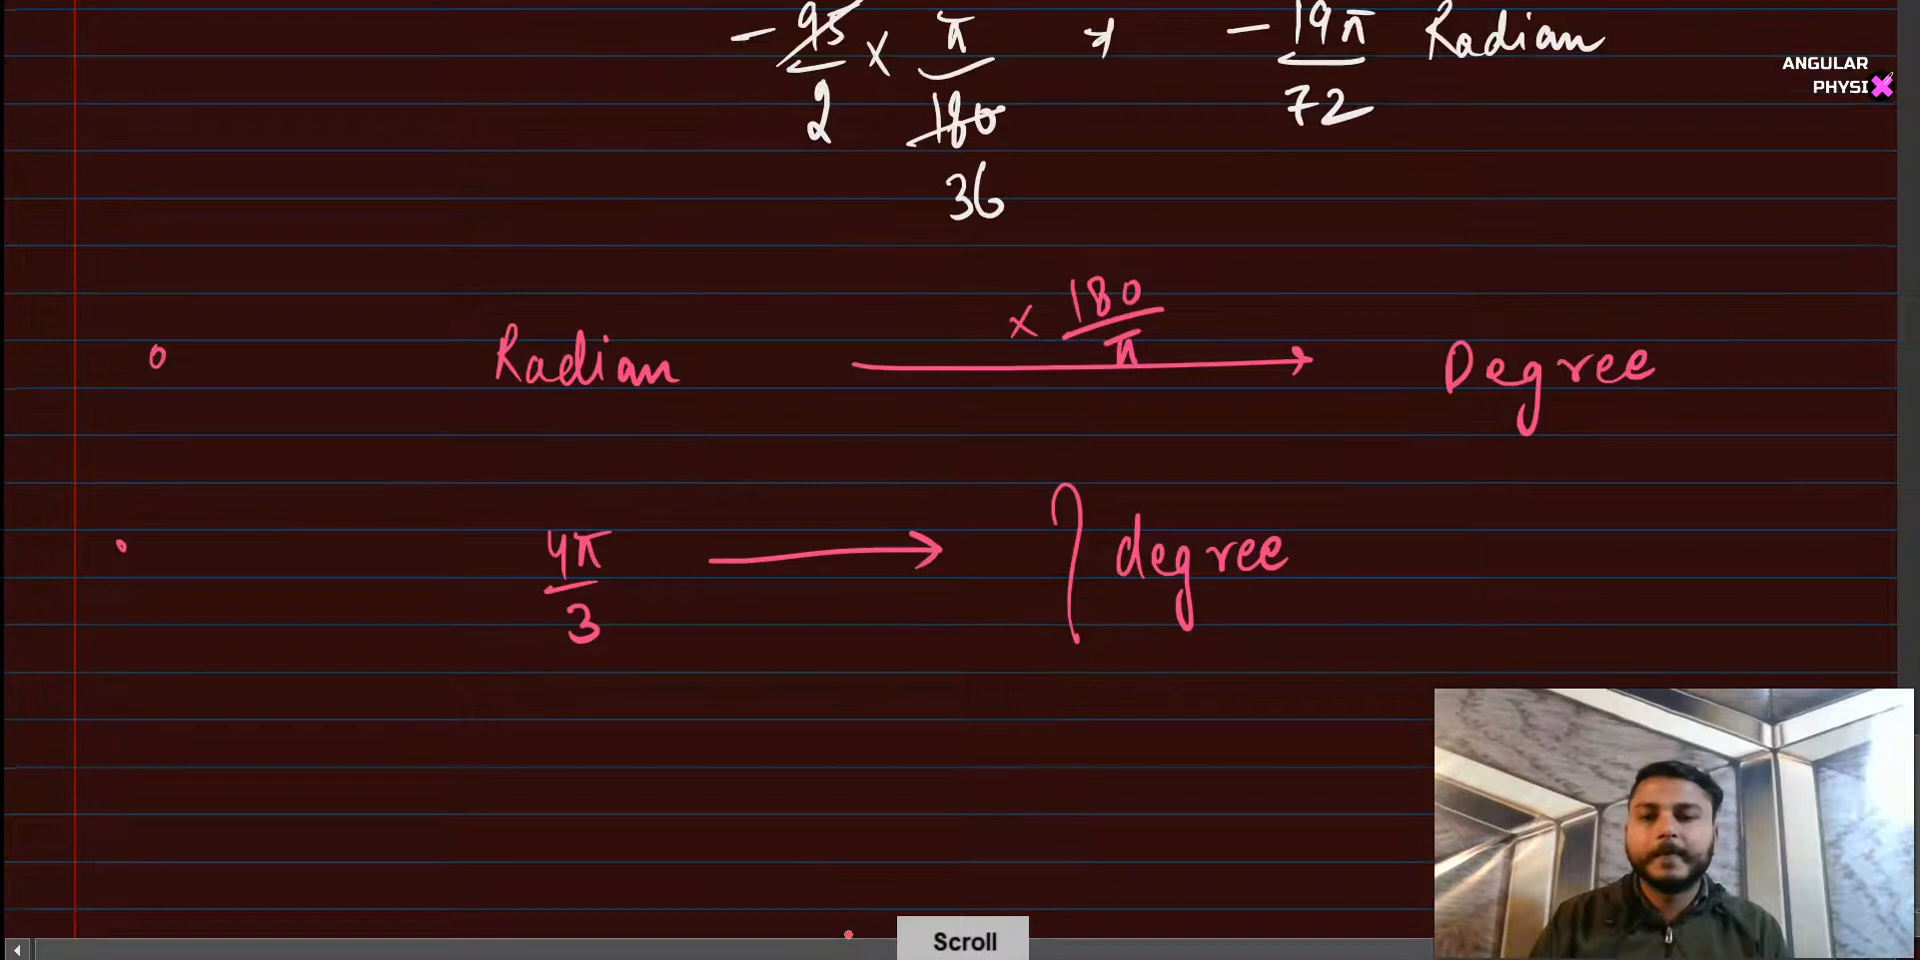 - 95/2 × π/180 ⇒ - 19π/72 Radian
36
ANGULAR
PHYSI
× 180/π
Radian → Degree
4π/3 → ? degree
Scroll